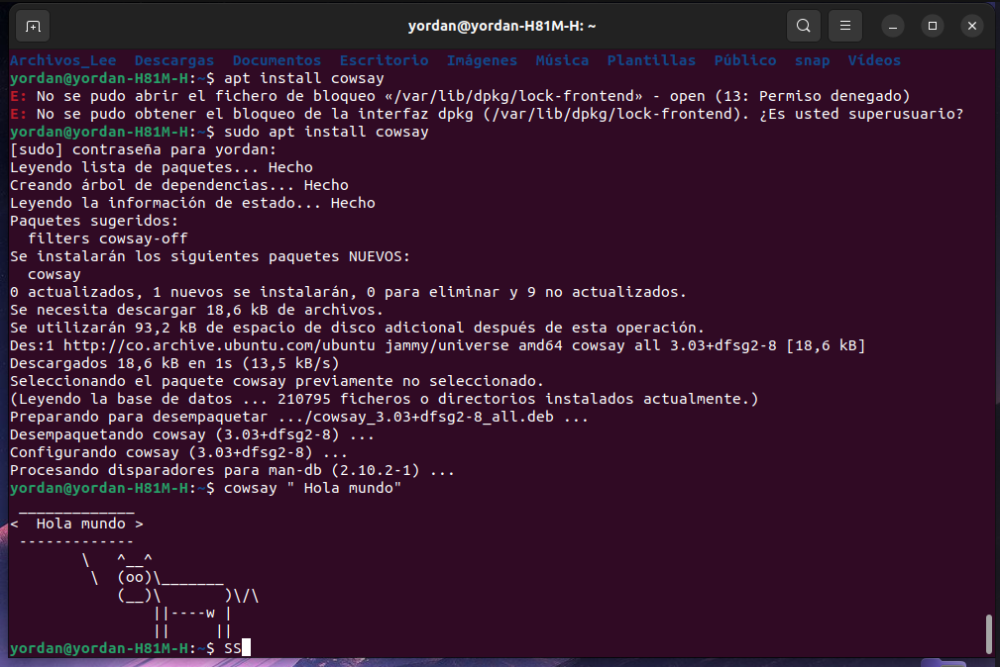 yordan@yordan-H81M-H: ~
Archivos_Lee  Descargas  Documentos  Escritorio  Imágenes  Música  Plantillas  Público  snap  Vídeos
yordan@yordan-H81M-H:~$ apt install cowsay
E: No se pudo abrir el fichero de bloqueo «/var/lib/dpkg/lock-frontend» - open (13: Permiso denegado)
E: No se pudo obtener el bloqueo de la interfaz dpkg (/var/lib/dpkg/lock-frontend). ¿Es usted superusuario?
yordan@yordan-H81M-H:~$ sudo apt install cowsay
[sudo] contraseña para yordan:
Leyendo lista de paquetes... Hecho
Creando árbol de dependencias... Hecho
Leyendo la información de estado... Hecho
Paquetes sugeridos:
  filters cowsay-off
Se instalarán los siguientes paquetes NUEVOS:
  cowsay
0 actualizados, 1 nuevos se instalarán, 0 para eliminar y 9 no actualizados.
Se necesita descargar 18,6 kB de archivos.
Se utilizarán 93,2 kB de espacio de disco adicional después de esta operación.
Des:1 http://co.archive.ubuntu.com/ubuntu jammy/universe amd64 cowsay all 3.03+dfsg2-8 [18,6 kB]
Descargados 18,6 kB en 1s (13,5 kB/s)
Seleccionando el paquete cowsay previamente no seleccionado.
(Leyendo la base de datos ... 210795 ficheros o directorios instalados actualmente.)
Preparando para desempaquetar .../cowsay_3.03+dfsg2-8_all.deb ...
Desempaquetando cowsay (3.03+dfsg2-8) ...
Configurando cowsay (3.03+dfsg2-8) ...
Procesando disparadores para man-db (2.10.2-1) ...
yordan@yordan-H81M-H:~$ cowsay " Hola mundo"
 _____________
<  Hola mundo >
 -------------
        \   ^__^
         \  (oo)\_______
            (__)\       )\/\
                ||----w |
                ||     ||
yordan@yordan-H81M-H:~$ SS